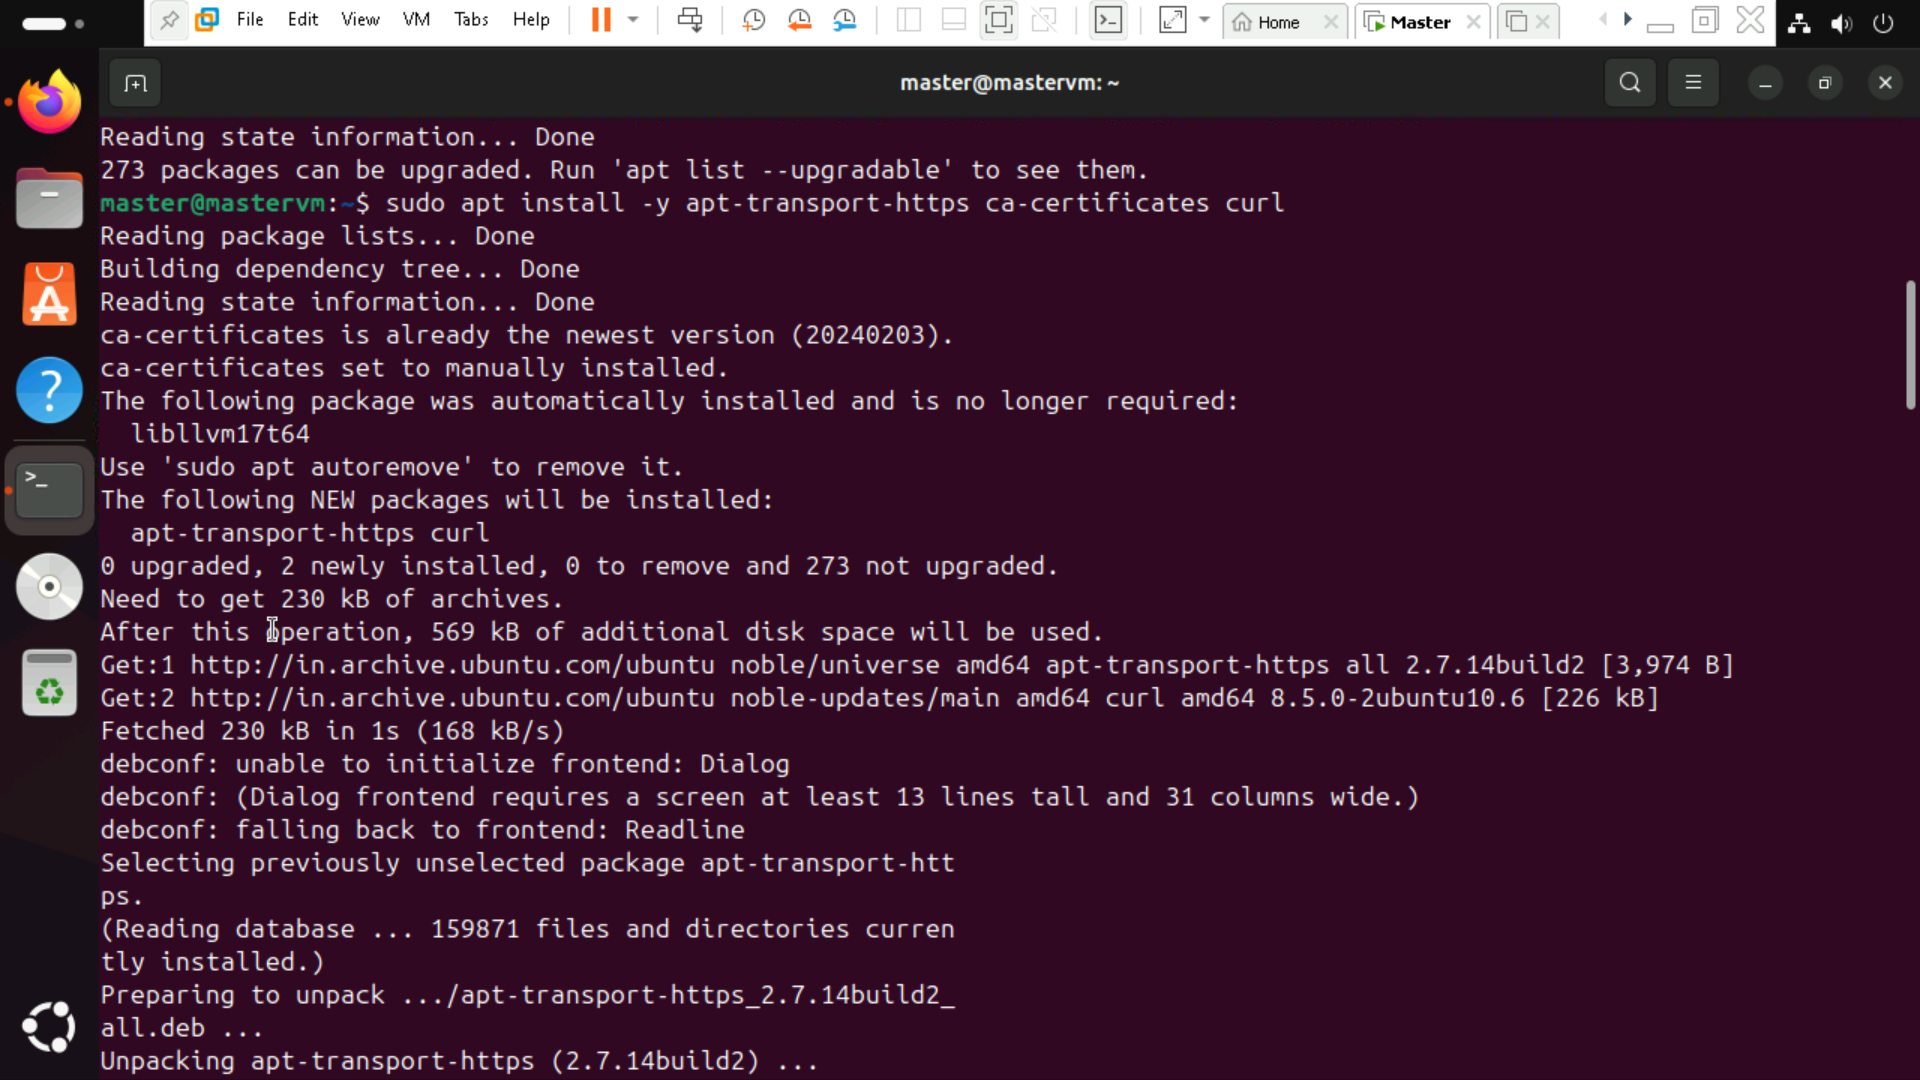 File Edit View VM Tabs Help Home Master
master@mastervm: ~
Reading state information... Done
273 packages can be upgraded. Run 'apt list --upgradable' to see them.
master@mastervm:~$ sudo apt install -y apt-transport-https ca-certificates curl
Reading package lists... Done
Building dependency tree... Done
Reading state information... Done
ca-certificates is already the newest version (20240203).
ca-certificates set to manually installed.
The following package was automatically installed and is no longer required:
  libllvm17t64
Use 'sudo apt autoremove' to remove it.
The following NEW packages will be installed:
  apt-transport-https curl
0 upgraded, 2 newly installed, 0 to remove and 273 not upgraded.
Need to get 230 kB of archives.
After this operation, 569 kB of additional disk space will be used.
Get:1 http://in.archive.ubuntu.com/ubuntu noble/universe amd64 apt-transport-https all 2.7.14build2 [3,974 B]
Get:2 http://in.archive.ubuntu.com/ubuntu noble-updates/main amd64 curl amd64 8.5.0-2ubuntu10.6 [226 kB]
Fetched 230 kB in 1s (168 kB/s)
debconf: unable to initialize frontend: Dialog
debconf: (Dialog frontend requires a screen at least 13 lines tall and 31 columns wide.)
debconf: falling back to frontend: Readline
Selecting previously unselected package apt-transport-htt
ps.
(Reading database ... 159871 files and directories curren
tly installed.)
Preparing to unpack .../apt-transport-https_2.7.14build2_
all.deb ...
Unpacking apt-transport-https (2.7.14build2) ...